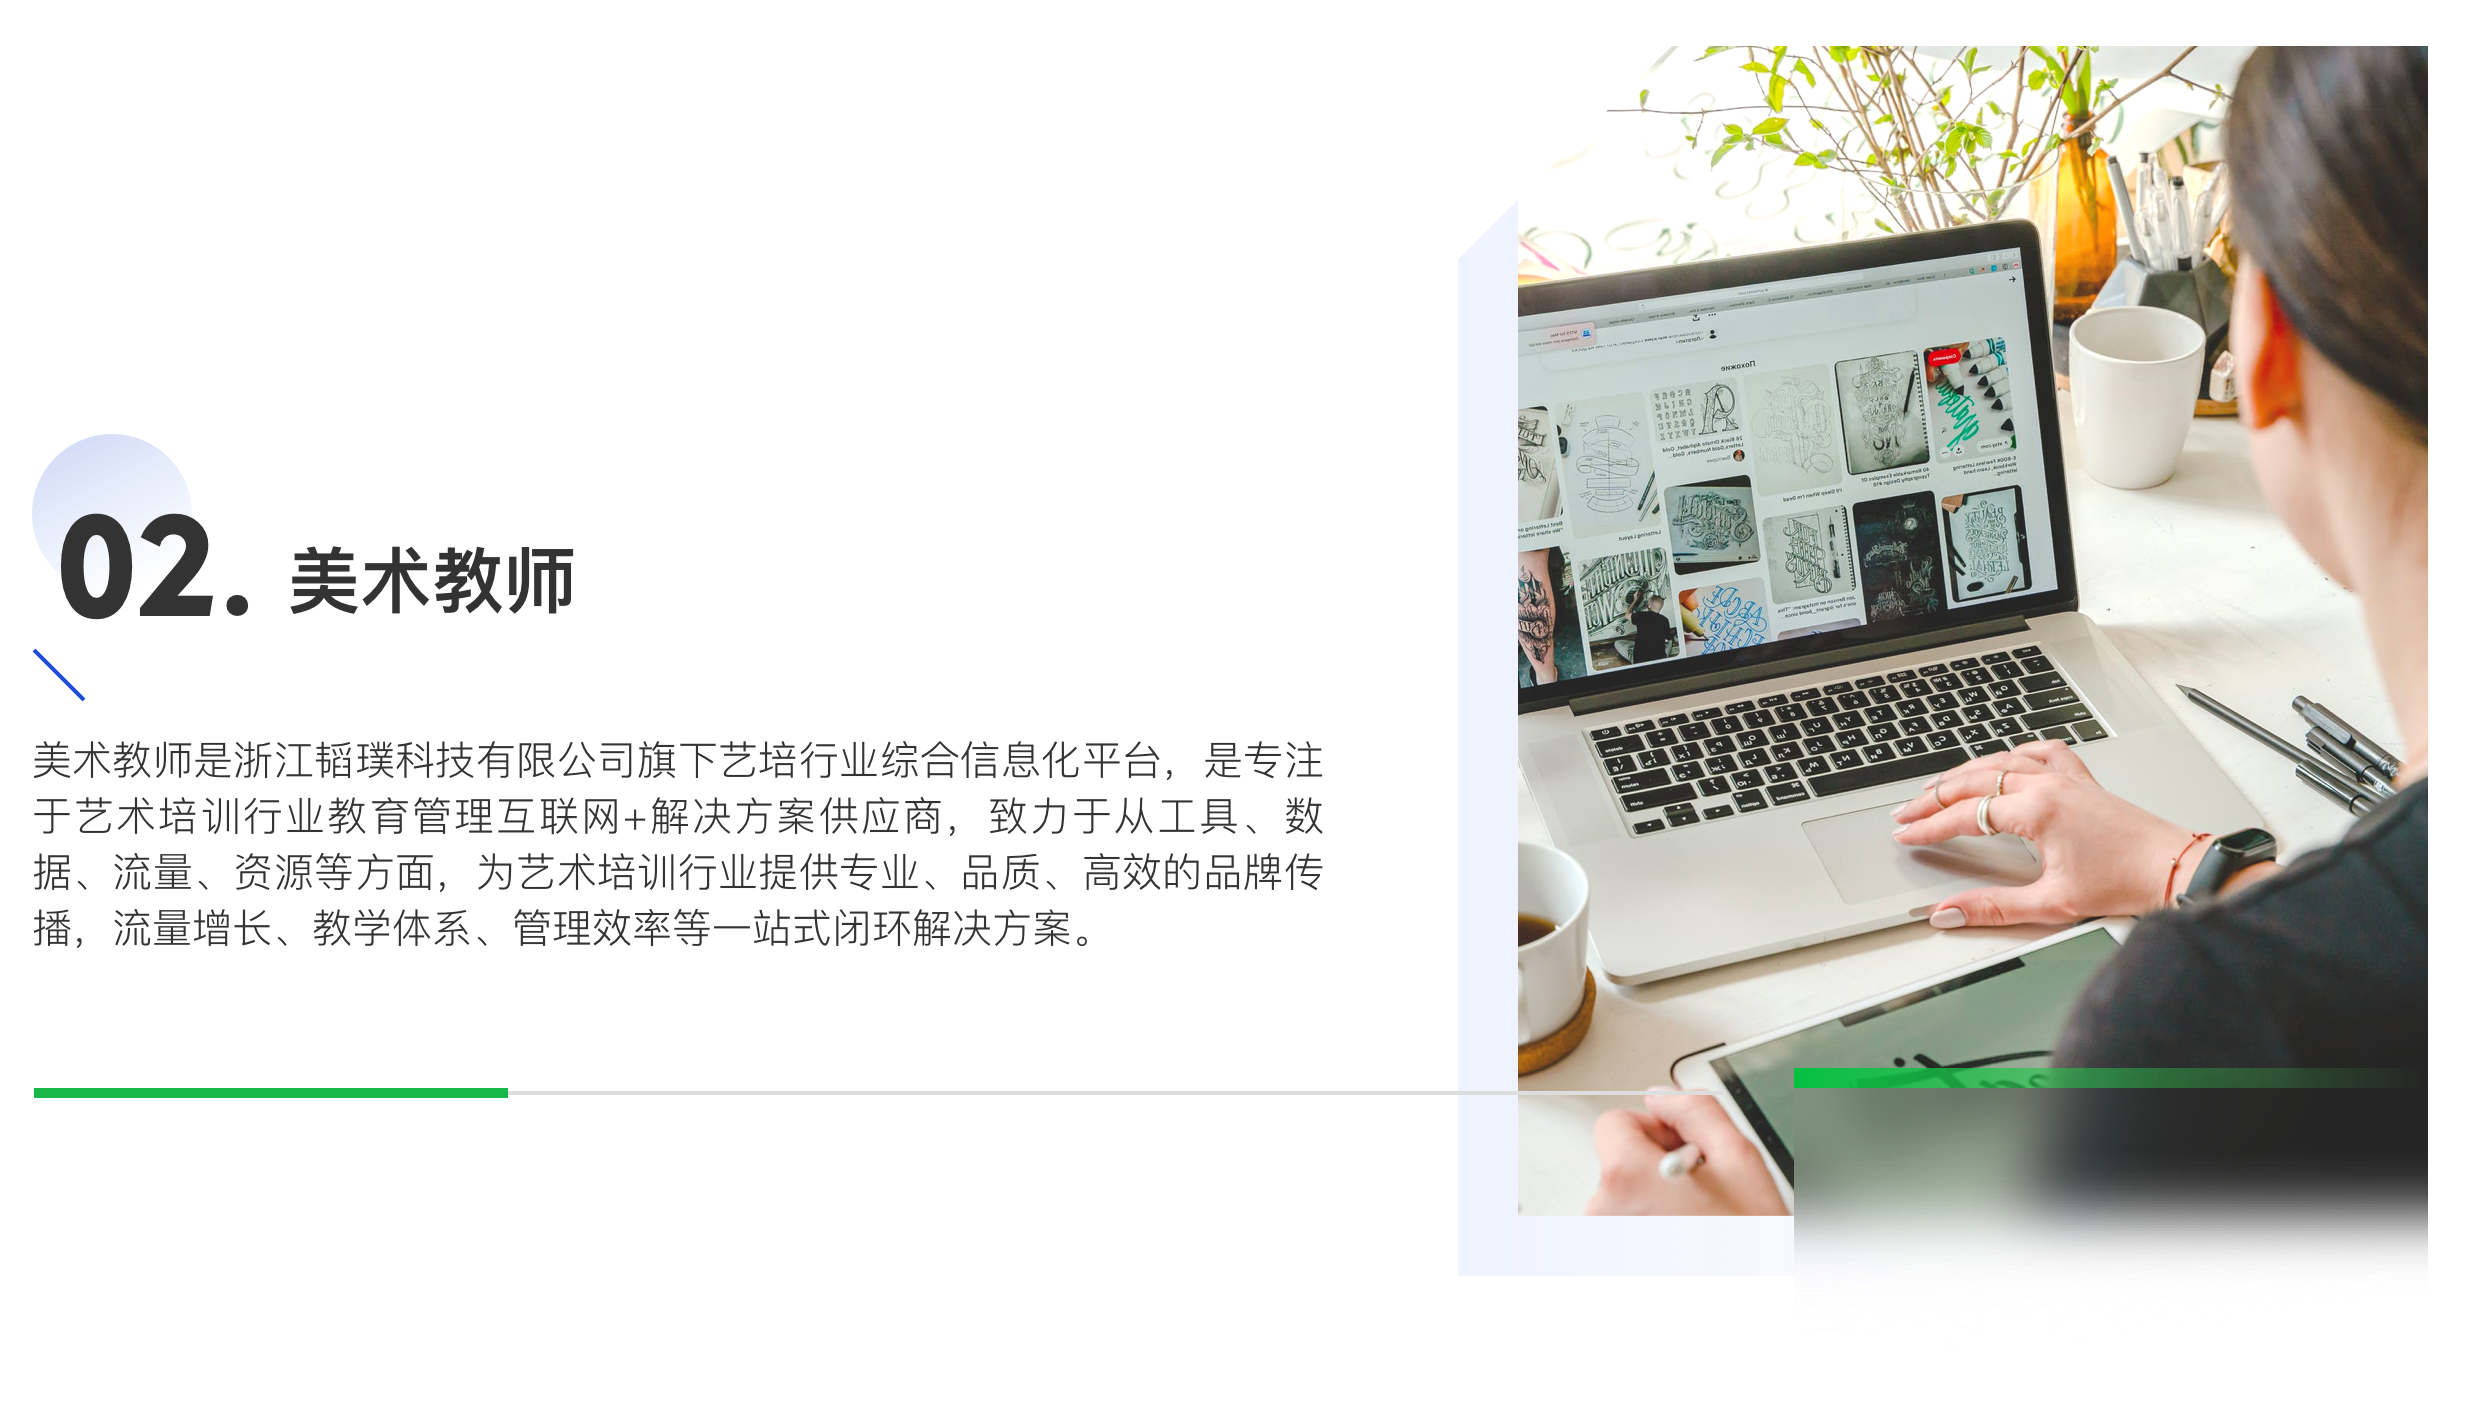 02. 美术教师
美术教师是浙江韬璞科技有限公司旗下艺培行业综合信息化平台，是专注
于艺术培训行业教育管理互联网+解决方案供应商，致力于从工具、数
据、流量、资源等方面，为艺术培训行业提供专业、品质、高效的品牌传
播，流量增长、教学体系、管理效率等一站式闭环解决方案。
Похожие